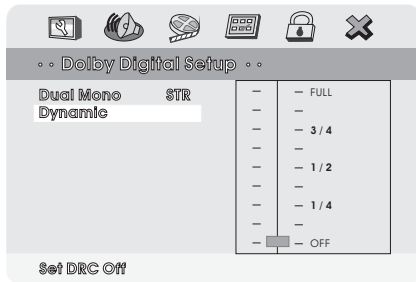 · · Dolby Digital Setup · ·
Dual Mono STR
Dynamic
– – FULL
– –
– – 3 / 4
– –
– – 1 / 2
– –
– – 1 / 4
– –
– – OFF
Set DRC Off